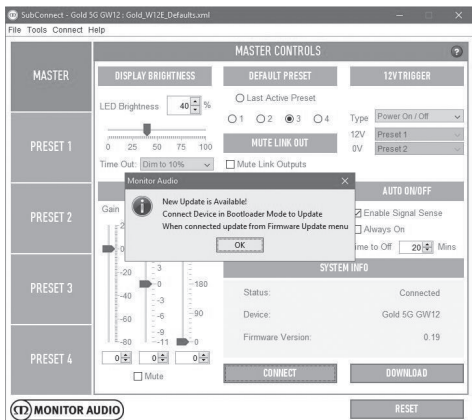 SubConnect - Gold 5G GW12 : Gold_W12E_Defaults.xml
File Tools Connect Help
MASTER CONTROLS
?
MASTER
PRESET 1
PRESET 2
PRESET 3
PRESET 4
DISPLAY BRIGHTNESS
LED Brightness 40 %
0 25 50 75 100
Time Out: Dim to 10%
DEFAULT PRESET
Last Active Preset
1 2 3 4
MUTE LINK OUT
Mute Link Outputs
12V TRIGGER
Type Power On / Off
12V Preset 1
0V Preset 2
Monitor Audio
New Update is Available!
Connect Device in Bootloader Mode to Update
When connected update from Firmware Update menu
OK
Gain
0
-20
-40
-60
-80
3
0
-3
-6
-9
-11
180
90
0
0 0 0
Mute
AUTO ON/OFF
Enable Signal Sense
Always On
ime to Off 20 Mins
SYSTEM INFO
Status: Connected
Device: Gold 5G GW12
Firmware Version: 0.19
CONNECT
DOWNLOAD
MONITOR AUDIO
RESET